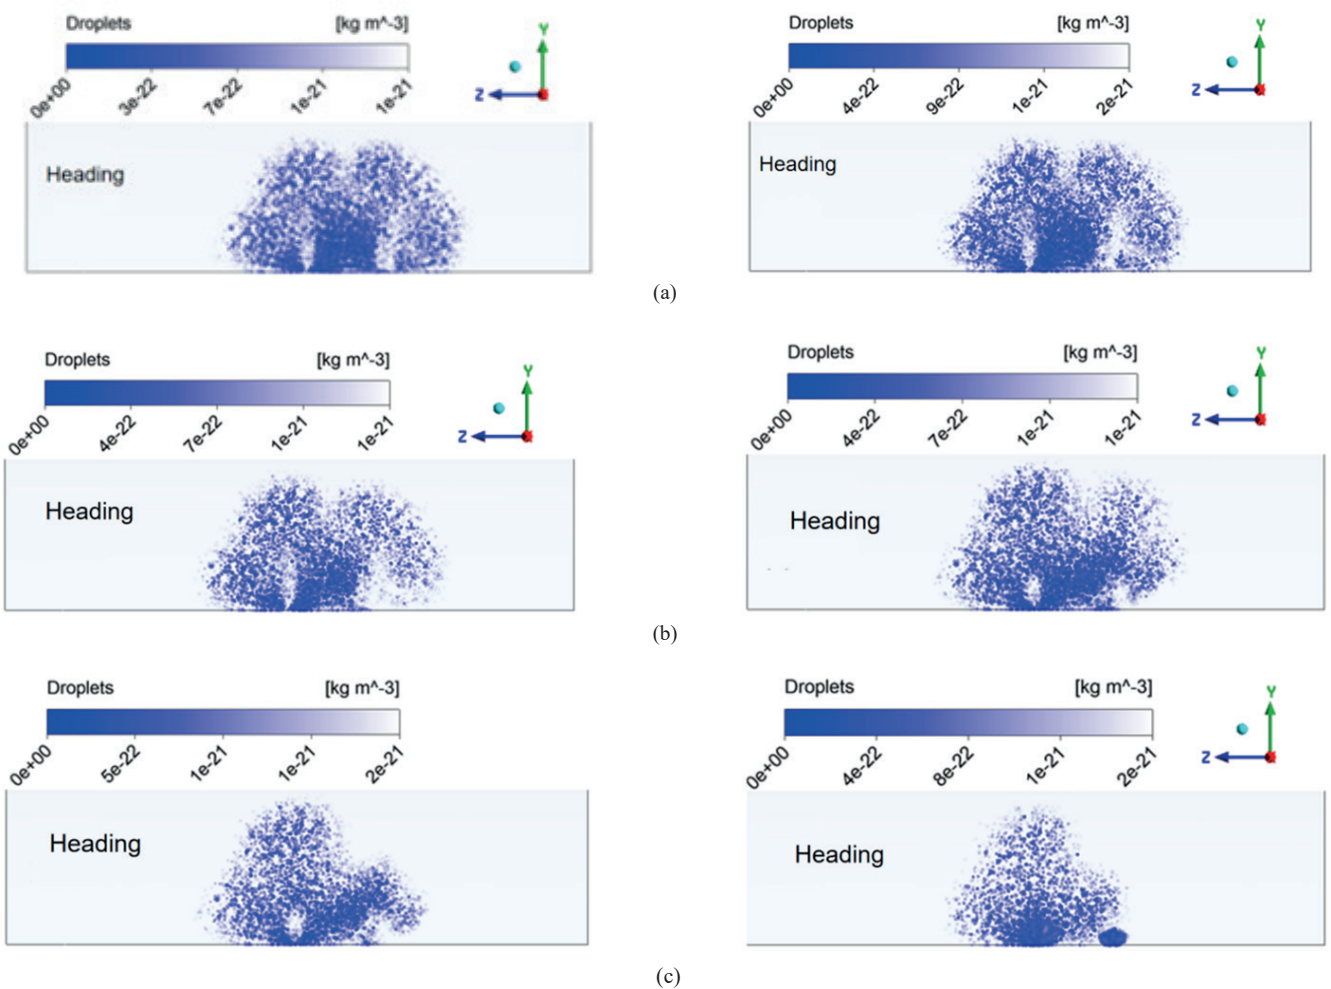 Droplets [kg m^-3]
0e+00 3e-22 7e-22 1e-21 1e-21
Y
Z
Heading
Droplets [kg m^-3]
0e+00 4e-22 9e-22 1e-21 2e-21
Y
Z
Heading
(a)
Droplets [kg m^-3]
0e+00 4e-22 7e-22 1e-21 1e-21
Y
Z
Heading
Droplets [kg m^-3]
0e+00 4e-22 7e-22 1e-21 1e-21
Y
Z
Heading
(b)
Droplets [kg m^-3]
0e+00 5e-22 1e-21 1e-21 2e-21
Heading
Droplets [kg m^-3]
0e+00 4e-22 8e-22 1e-21 2e-21
Y
Z
Heading
(c)